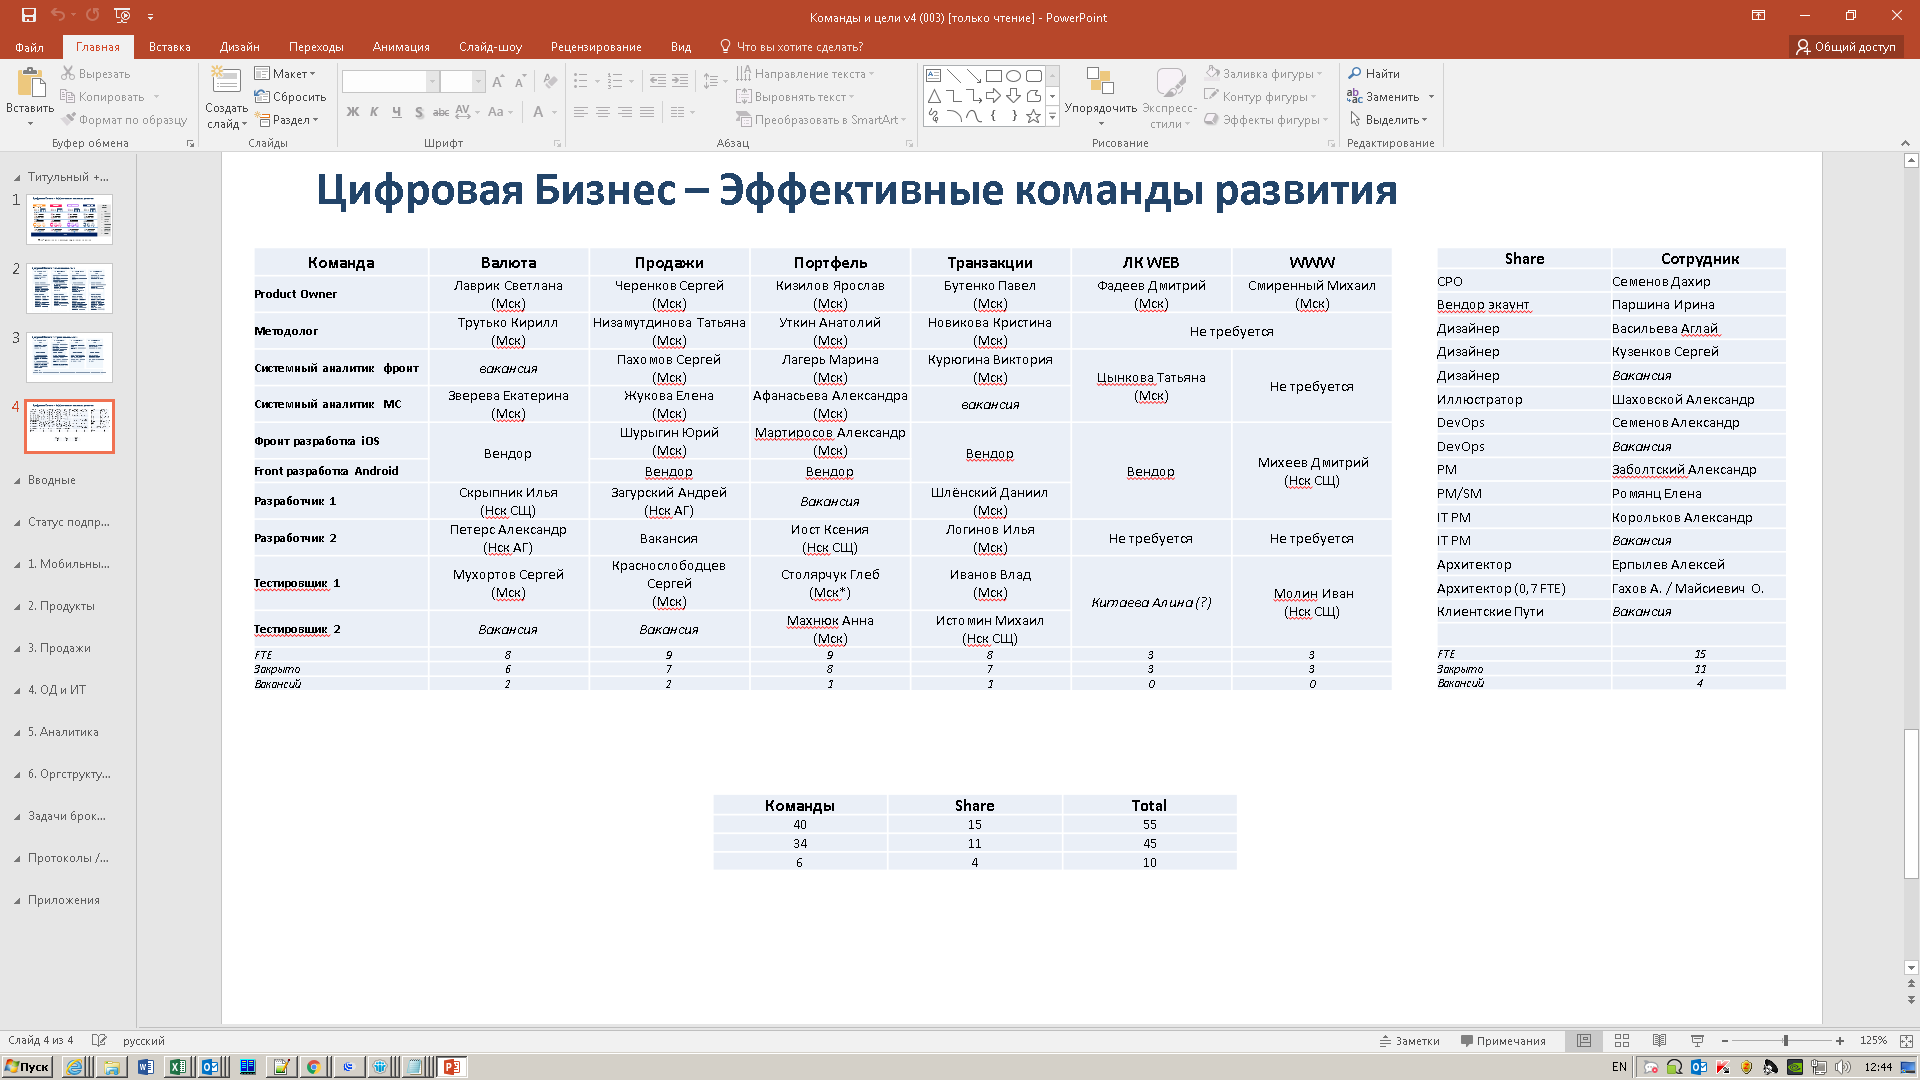 Команды и цели v4 (003) [только чтение] - PowerPoint
Файл Главная Вставка Дизайн Переходы Анимация Слайд-шоу Рецензирование Вид Что вы хотите сделать? Общий доступ
Вставить
Вырезать
Копировать
Формат по образцу
Буфер обмена
Создать слайд
Макет
Сбросить
Раздел
Слайды
Ж К Ч S abc AV Aa A
Шрифт
Направление текста
Выровнять текст
Преобразовать в SmartArt
Абзац
Упорядочить
Экспресс-стили
Заливка фигуры
Контур фигуры
Эффекты фигуры
Рисование
Найти
Заменить
Выделить
Редактирование
Титульный +...
1
2
3
4
Вводные
Статус подпр...
1. Мобильны...
2. Продукты
3. Продажи
4. ОД и ИТ
5. Аналитика
6. Оргструкту...
Задачи брок...
Протоколы /...
Приложения
Цифровая Бизнес – Эффективные команды развития
Команда Валюта Продажи Портфель Транзакции ЛК WEB WWW
Product Owner Лаврик Светлана (Мск) Черенков Сергей (Мск) Кизилов Ярослав (Мск) Бутенко Павел (Мск) Фадеев Дмитрий (Мск) Смиренный Михаил (Мск)
Методолог Трутько Кирилл (Мск) Низамутдинова Татьяна (Мск) Уткин Анатолий (Мск) Новикова Кристина (Мск) Не требуется
Системный аналитик фронт вакансия Пахомов Сергей (Мск) Лагерь Марина (Мск) Курюгина Виктория (Мск) Цынкова Татьяна (Мск) Не требуется
Системный аналитик МС Зверева Екатерина (Мск) Жукова Елена (Мск) Афанасьева Александра (Мск) вакансия
Фронт разработка iOS Вендор Шурыгин Юрий (Мск) Мартиросов Александр (Мск) Вендор Вендор Михеев Дмитрий (Нск СЩ)
Front разработка Android Вендор Вендор
Разработчик 1 Скрыпник Илья (Нск СЩ) Загурский Андрей (Нск АГ) Вакансия Шлёнский Даниил (Мск)
Разработчик 2 Петерс Александр (Нск АГ) Вакансия Иост Ксения (Нск СЩ) Логинов Илья (Мск) Не требуется Не требуется
Тестировщик 1 Мухортов Сергей (Мск) Краснослободцев Сергей (Мск) Столярчук Глеб (Мск*) Иванов Влад (Мск) Китаева Алина (?) Молин Иван (Нск СЩ)
Тестировщик 2 Вакансия Вакансия Махнюк Анна (Мск) Истомин Михаил (Нск СЩ)
FTE 8 9 9 8 3 3
Закрыто 6 7 8 7 3 3
Вакансий 2 2 1 1 0 0
Share Сотрудник
CPO Семенов Дахир
Вендор экаунт Паршина Ирина
Дизайнер Васильева Аглай
Дизайнер Кузенков Сергей
Дизайнер Вакансия
Иллюстратор Шаховской Александр
DevOps Семенов Александр
DevOps Вакансия
PM Заболтский Александр
PM/SM Ромянц Елена
IT PM Корольков Александр
IT PM Вакансия
Архитектор Ерпылев Алексей
Архитектор (0,7 FTE) Гахов А. / Майсиевич О.
Клиентские Пути Вакансия
FTE 15
Закрыто 11
Вакансий 4
Команды Share Total
40 15 55
34 11 45
6 4 10
Слайд 4 из 4 русский Заметки Примечания 125%
Пуск EN 12:44